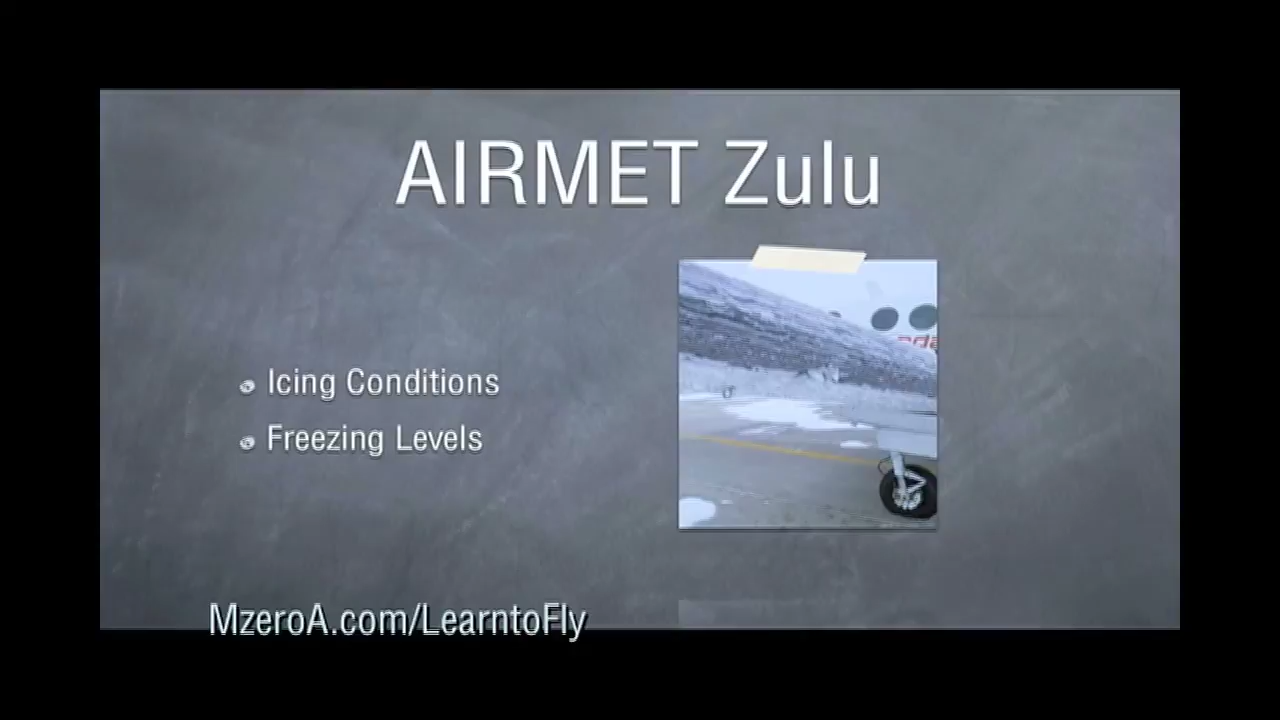 AIRMET Zulu
Icing Conditions
Freezing Levels
MzeroA.com/LearntoFly